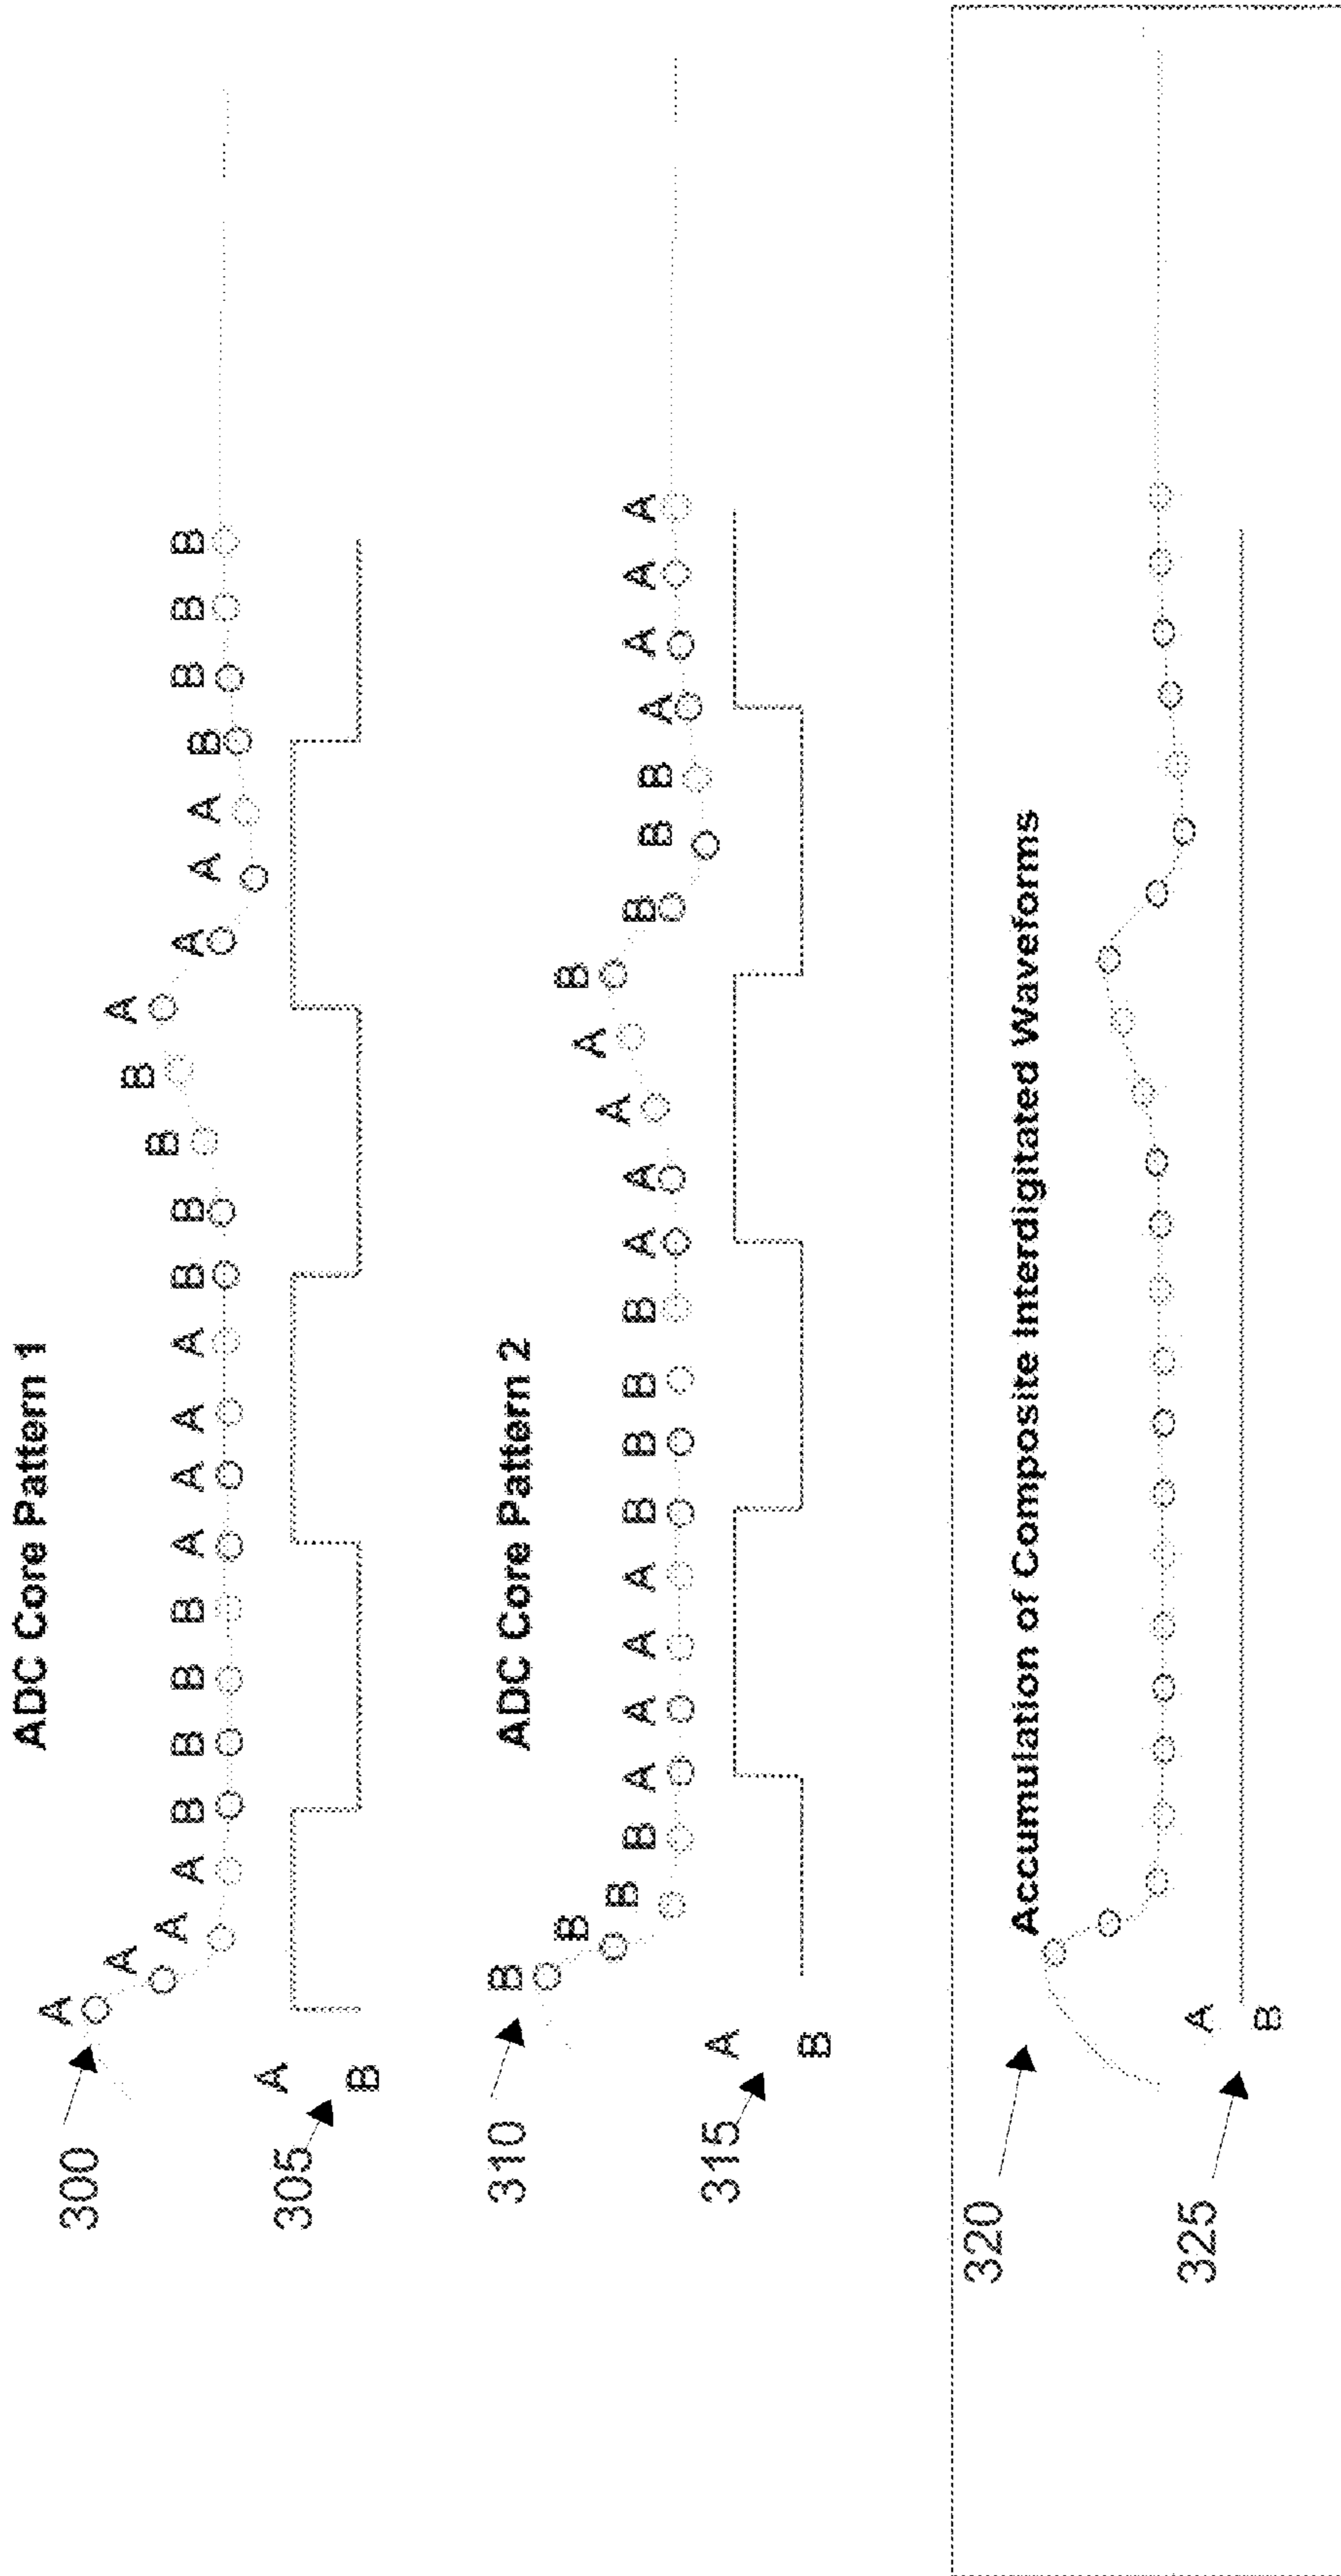 ADC Core Pattern 1
300
A A A A B B B B A A A A B B B B A A A A B B B B
305
A
B
ADC Core Pattern 2
310
B B B B A A A A B B B B A A A A B B B B A A A A
315
A
B
Accumulation of Composite Interdigitated Waveforms
320
325
A
B